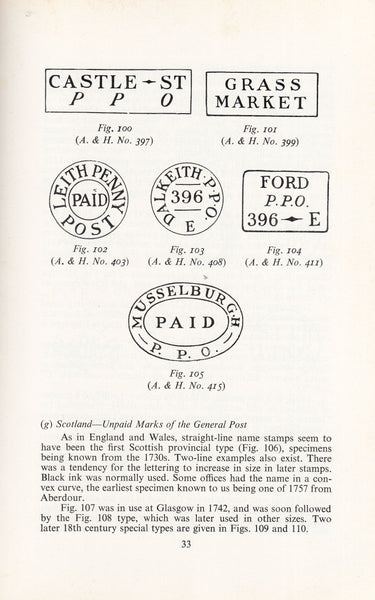 CASTLE - ST
P P O
GRASS
MARKET
Fig. 100
(A. & H. No. 397)
Fig. 101
(A. & H. No. 399)
LEITH PENNY
PAID
POST
DALKEITH·P·P·O·
396
E
FORD
P.P.O.
396 - E
Fig. 102
(A. & H. No. 403)
Fig. 103
(A. & H. No. 408)
Fig. 104
(A. & H. No. 411)
MUSSELBURGH
PAID
P. P. O.
Fig. 105
(A. & H. No. 415)
(g) Scotland—Unpaid Marks of the General Post
As in England and Wales, straight-line name stamps seem to
have been the first Scottish provincial type (Fig. 106), specimens
being known from the 1730s. Two-line examples also exist. There
was a tendency for the lettering to increase in size in later stamps.
Black ink was normally used. Some offices had the name in a con-
vex curve, the earliest specimen known to us being one of 1757 from
Aberdour.
Fig. 107 was in use at Glasgow in 1742, and was soon followed
by the Fig. 108 type, which was later used in other sizes. Two
later 18th century special types are given in Figs. 109 and 110.
33